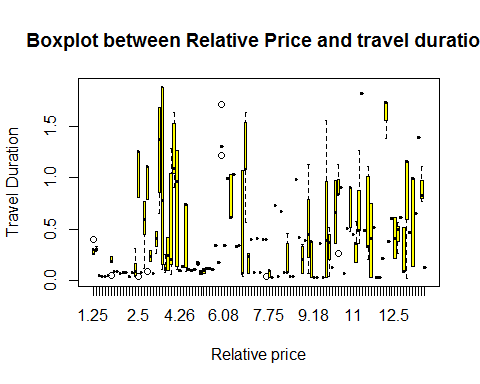 Boxplot between Relative Price and travel duratio
Travel Duration
1.5
1.0
0.5
0.0
1.25 2.5 4.26 6.08 7.75 9.18 11 12.5
Relative price